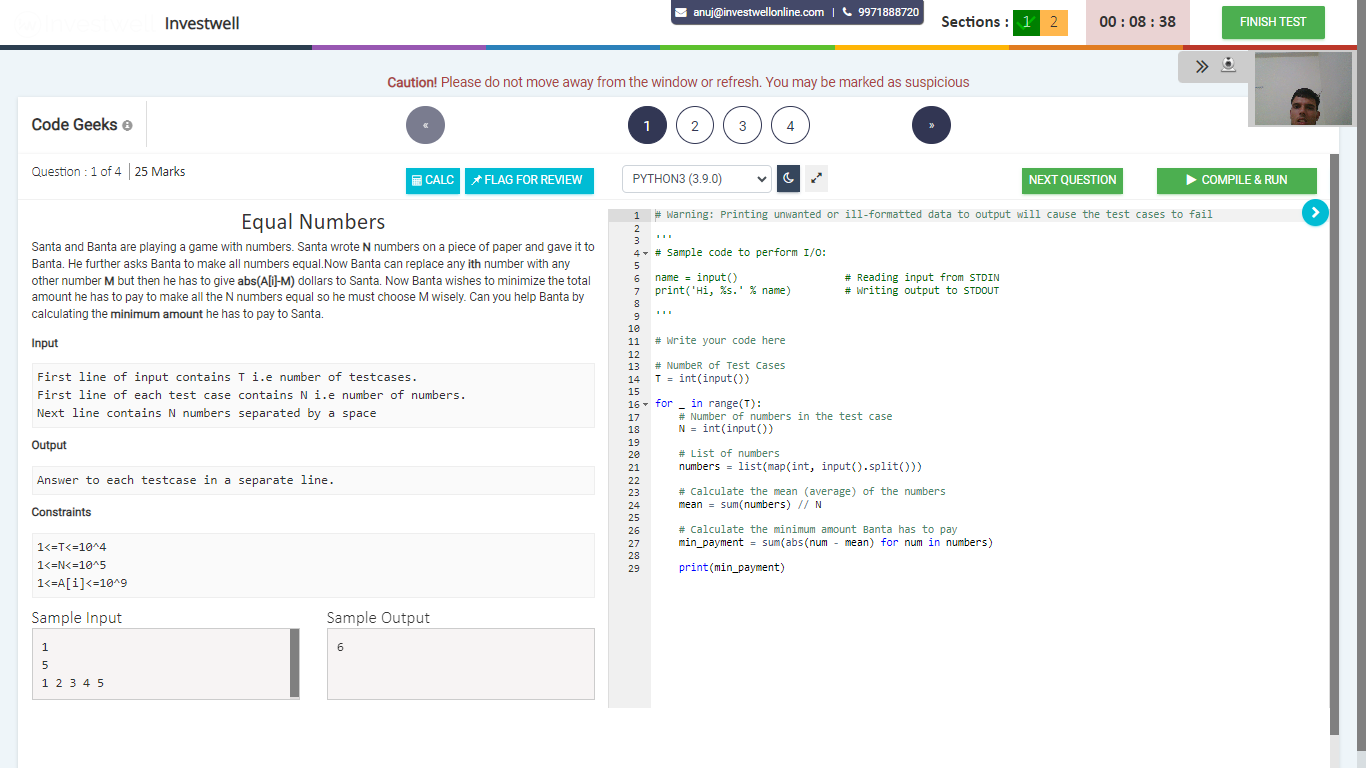 Investwell
anuj@investwellonline.com | 9971888720
Sections : 1 2
00 : 08 : 38
FINISH TEST
Caution! Please do not move away from the window or refresh. You may be marked as suspicious
Code Geeks
«
1 2 3 4
»
Question : 1 of 4 | 25 Marks
CALC
FLAG FOR REVIEW
PYTHON3 (3.9.0)
NEXT QUESTION
COMPILE & RUN
Equal Numbers
Santa and Banta are playing a game with numbers. Santa wrote N numbers on a piece of paper and gave it to
Banta. He further asks Banta to make all numbers equal.Now Banta can replace any ith number with any
other number M but then he has to give abs(A[i]-M) dollars to Santa. Now Banta wishes to minimize the total
amount he has to pay to make all the N numbers equal so he must choose M wisely. Can you help Banta by
calculating the minimum amount he has to pay to Santa.
Input
First line of input contains T i.e number of testcases.
First line of each test case contains N i.e number of numbers.
Next line contains N numbers separated by a space
Output
Answer to each testcase in a separate line.
Constraints
1<=T<=10^4
1<=N<=10^5
1<=A[i]<=10^9
Sample Input
1
5
1 2 3 4 5
Sample Output
6
1 # Warning: Printing unwanted or ill-formatted data to output will cause the test cases to fail
2
3 '''
4 # Sample code to perform I/O:
5
6 name = input() # Reading input from STDIN
7 print('Hi, %s.' % name) # Writing output to STDOUT
8
9 '''
10
11 # Write your code here
12
13 # NumbeR of Test Cases
14 T = int(input())
15
16 for _ in range(T):
17 # Number of numbers in the test case
18 N = int(input())
19
20 # List of numbers
21 numbers = list(map(int, input().split()))
22
23 # Calculate the mean (average) of the numbers
24 mean = sum(numbers) // N
25
26 # Calculate the minimum amount Banta has to pay
27 min_payment = sum(abs(num - mean) for num in numbers)
28
29 print(min_payment)